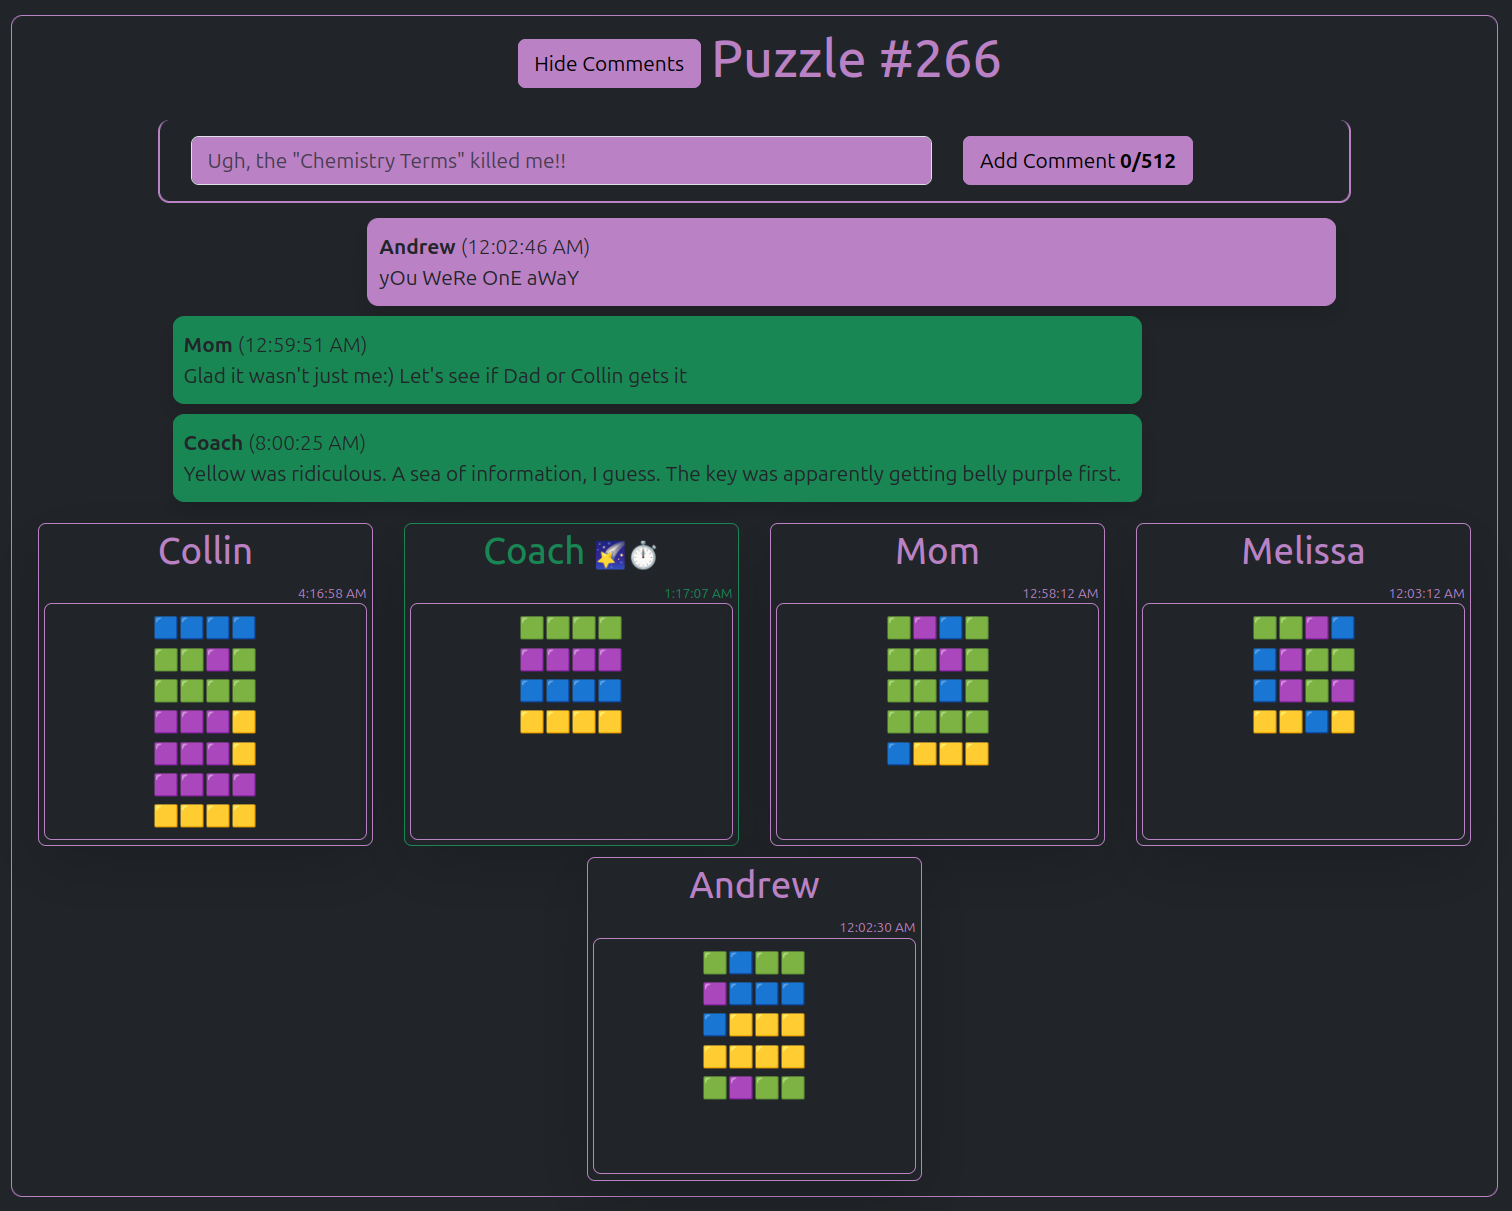 Hide Comments Puzzle #266
Ugh, the "Chemistry Terms" killed me!! Add Comment 0/512
Andrew (12:02:46 AM)
yOu WeRe OnE aWaY
Mom (12:59:51 AM)
Glad it wasn't just me:) Let's see if Dad or Collin gets it
Coach (8:00:25 AM)
Yellow was ridiculous. A sea of information, I guess. The key was apparently getting belly purple first.
Collin
4:16:58 AM
Coach
1:17:07 AM
Mom
12:58:12 AM
Melissa
12:03:12 AM
Andrew
12:02:30 AM